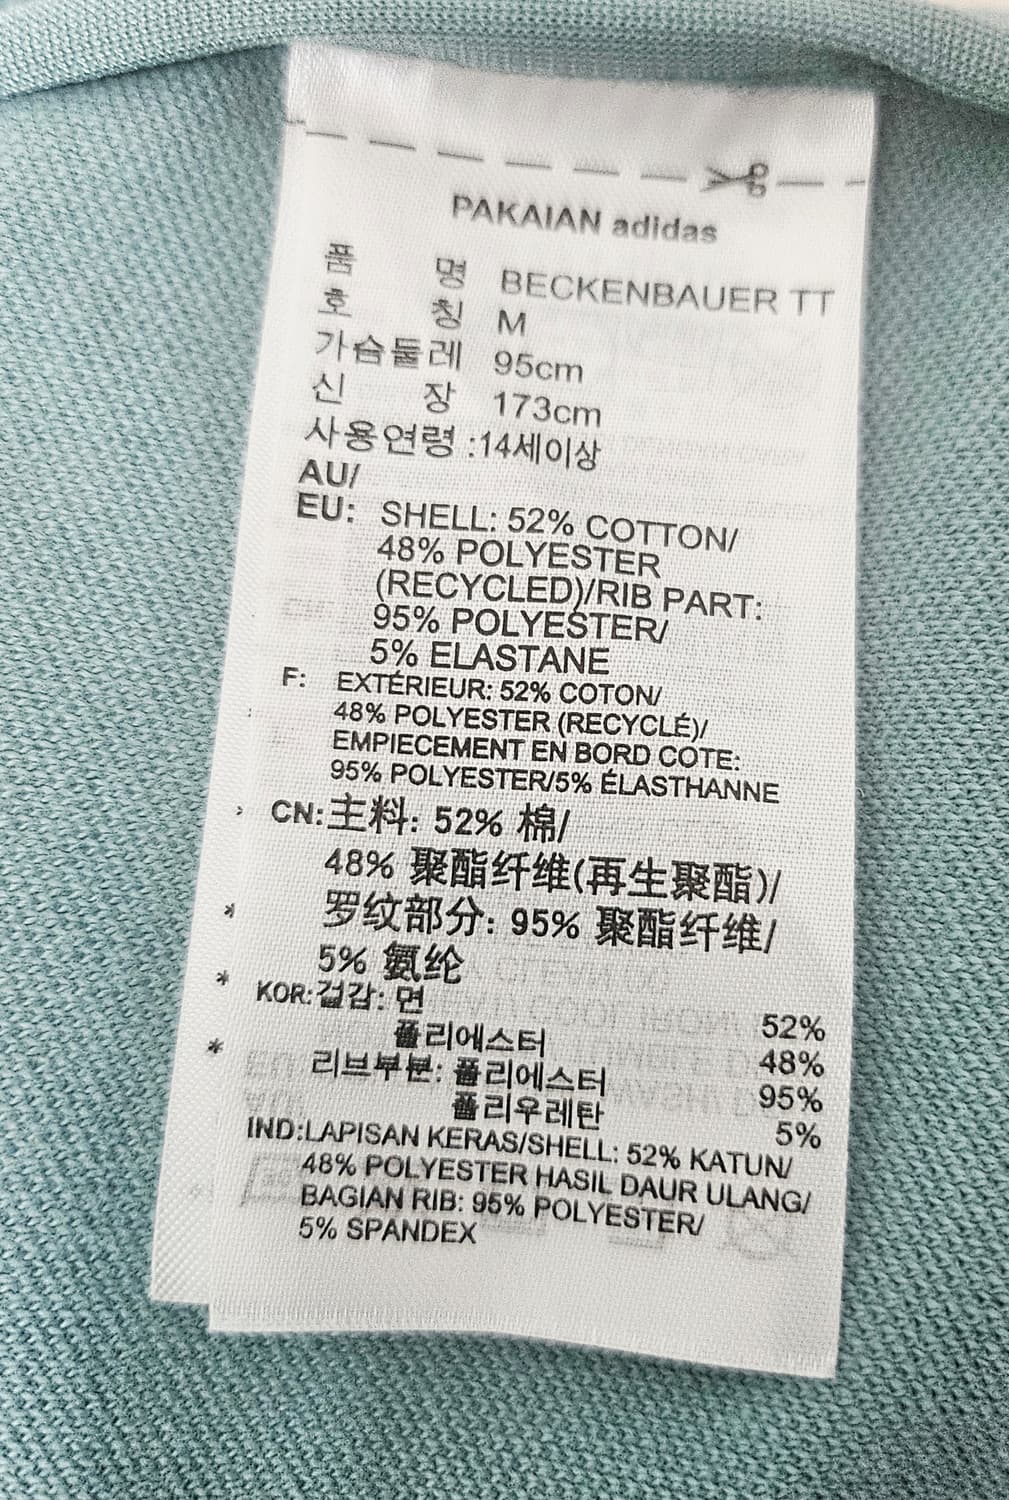 PAKAIAN adidas
품 명 BECKENBAUER TT
호 칭 M
가슴둘레 95cm
신 장 173cm
사용연령 :14세이상
AU/
EU: SHELL: 52% COTTON/
48% POLYESTER
(RECYCLED)/RIB PART:
95% POLYESTER/
5% ELASTANE
F: EXTÉRIEUR: 52% COTON/
48% POLYESTER (RECYCLÉ)/
EMPIECEMENT EN BORD COTE:
95% POLYESTER/5% ÉLASTHANNE
CN:主料: 52% 棉/
48% 聚酯纤维(再生聚酯)/
罗纹部分: 95% 聚酯纤维/
5% 氨纶
KOR:겉감: 면 52%
폴리에스터 48%
리브부분: 폴리에스터 95%
폴리우레탄 5%
IND:LAPISAN KERAS/SHELL: 52% KATUN/
48% POLYESTER HASIL DAUR ULANG/
BAGIAN RIB: 95% POLYESTER/
5% SPANDEX